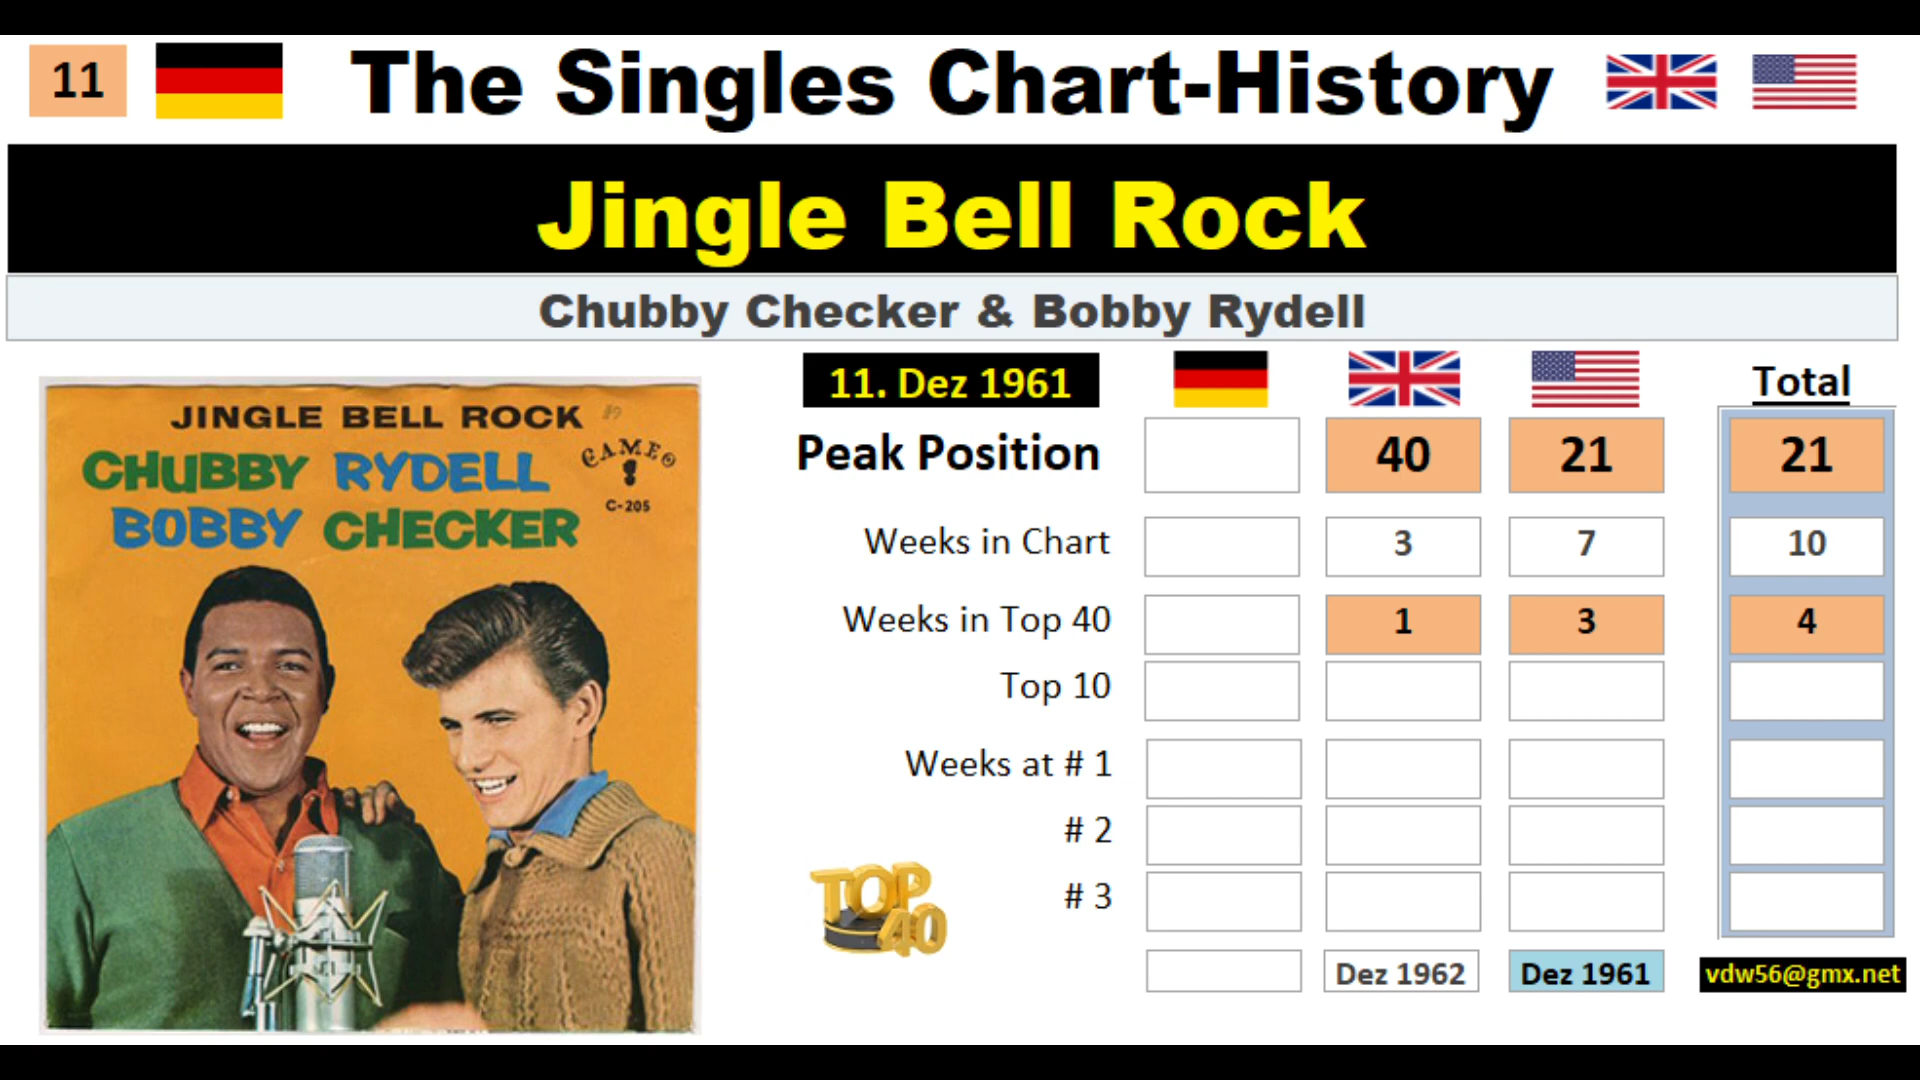 11
The Singles Chart-History
Jingle Bell Rock
Chubby Checker & Bobby Rydell
JINGLE BELL ROCK
CHUBBY RYDELL
BOBBY CHECKER
CAMEO
C-205
11. Dez 1961
Total
Peak Position 40 21 21
Weeks in Chart 3 7 10
Weeks in Top 40 1 3 4
Top 10
Weeks at # 1
# 2
# 3
TOP
40
Dez 1962 Dez 1961
vdw56@gmx.net